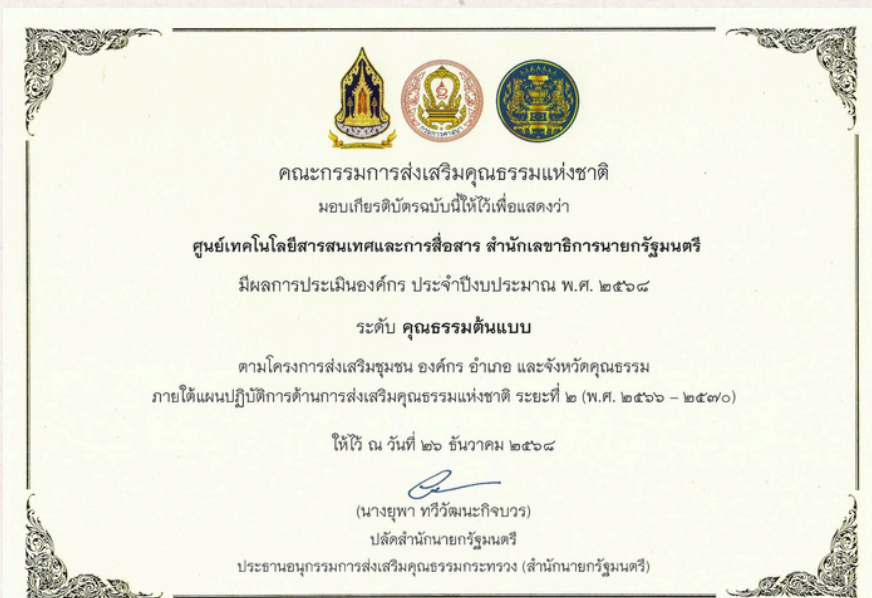 คณะกรรมการส่งเสริมคุณธรรมแห่งชาติ
มอบเกียรติบัตรฉบับนี้ให้ไว้เพื่อแสดงว่า
ศูนย์เทคโนโลยีสารสนเทศและการสื่อสาร สำนักเลขาธิการนายกรัฐมนตรี
มีผลการประเมินองค์กร ประจำปีงบประมาณ พ.ศ. ๒๕๖๘
ระดับ คุณธรรมต้นแบบ
ตามโครงการส่งเสริมชุมชน องค์กร อำเภอ และจังหวัดคุณธรรม
ภายใต้แผนปฏิบัติการด้านการส่งเสริมคุณธรรมแห่งชาติ ระยะที่ ๒ (พ.ศ. ๒๕๖๖ – ๒๕๗๐)
ให้ไว้ ณ วันที่ ๒๖ ธันวาคม ๒๕๖๘
(นางยุพา ทวีวัฒนะกิจบวร)
ปลัดสำนักนายกรัฐมนตรี
ประธานอนุกรรมการส่งเสริมคุณธรรมกระทรวง (สำนักนายกรัฐมนตรี)